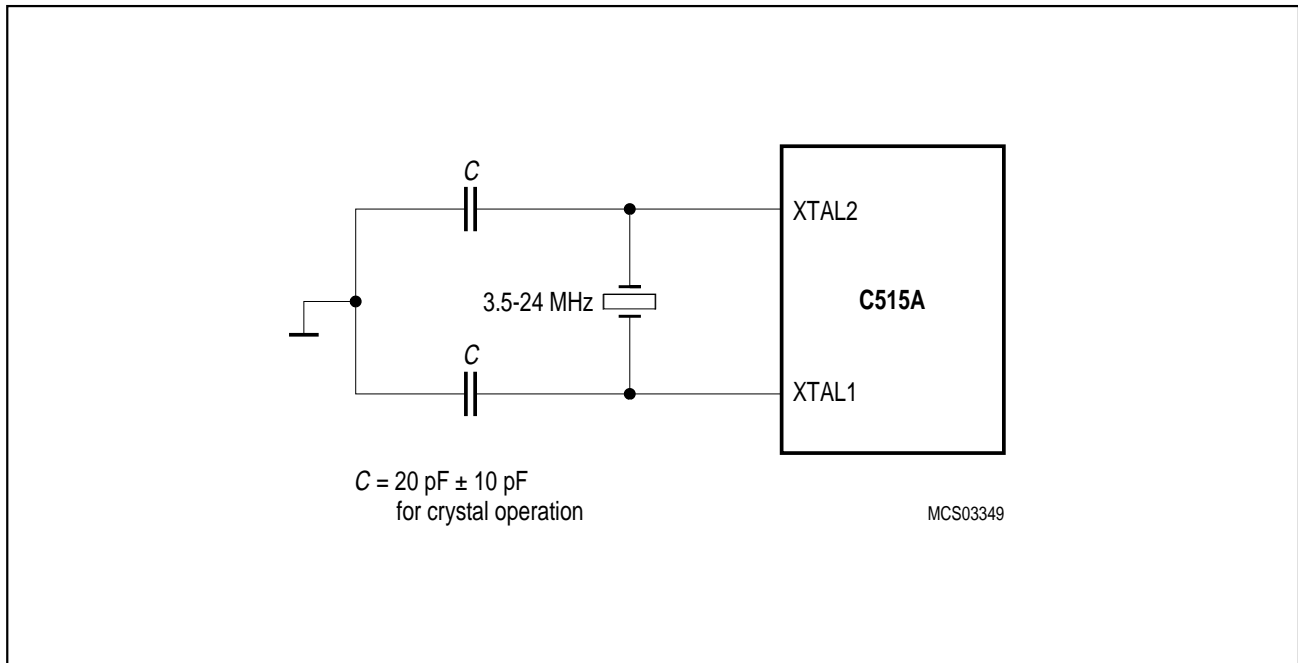 C
XTAL2
3.5-24 MHz
C515A
C
XTAL1
C = 20 pF ± 10 pF
for crystal operation
MCS03349